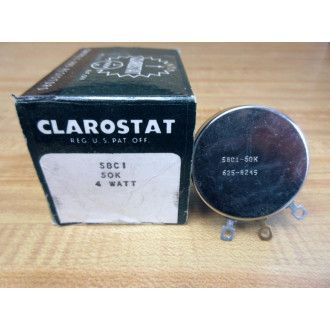 CLAROSTAT
REG. U.S. PAT. OFF.
58C1
50K
4 WATT
58C1-50K
625-8245